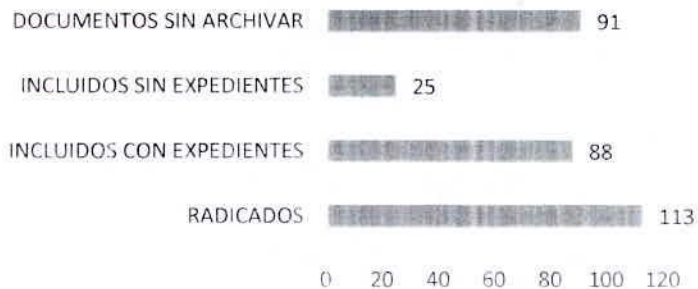 DOCUMENTOS SIN ARCHIVAR 91
INCLUIDOS SIN EXPEDIENTES 25
INCLUIDOS CON EXPEDIENTES 88
RADICADOS 113
0 20 40 60 80 100 120